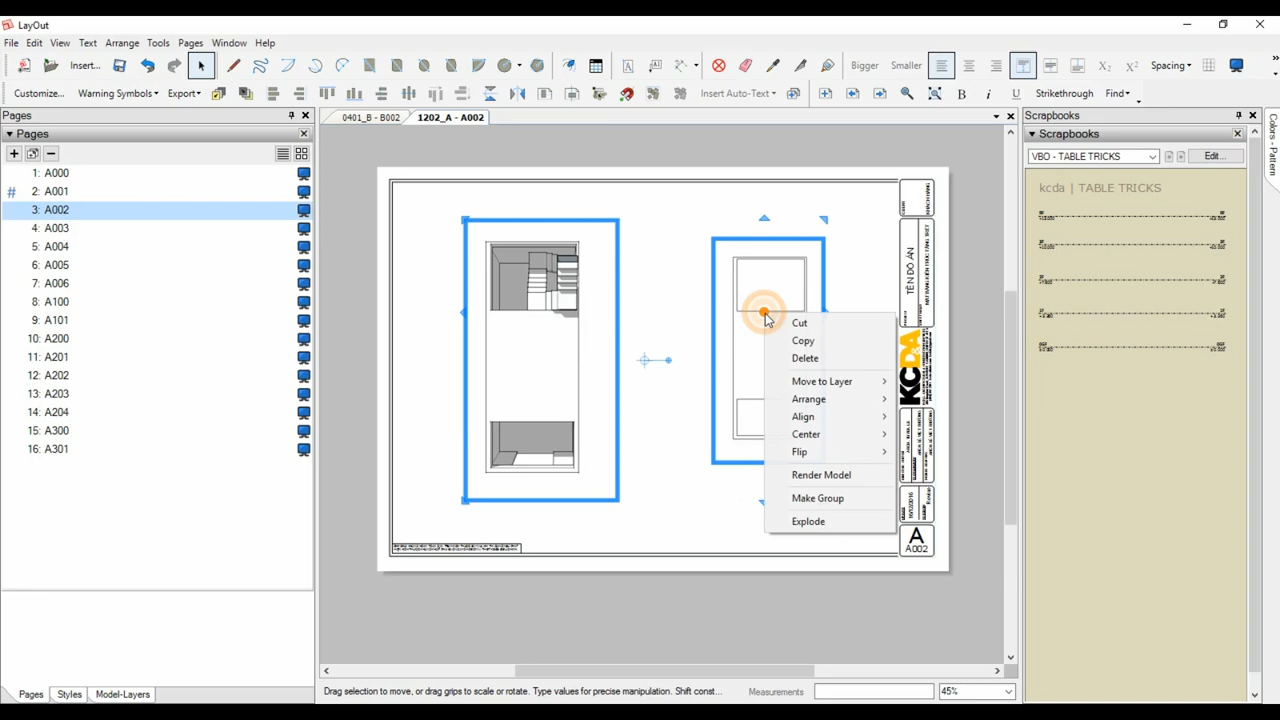 LayOut
File Edit View Text Arrange Tools Pages Window Help
Insert... Bigger Smaller Spacing
Customize... Warning Symbols Export Insert Auto-Text B i U Strikethrough Find
Pages
Pages
1: A000
2: A001
3: A002
4: A003
5: A004
6: A005
7: A006
8: A100
9: A101
10: A200
11: A201
12: A202
13: A203
14: A204
15: A300
16: A301
Pages Styles Model-Layers
0401_B - B002 1202_A - A002
Cut
Copy
Delete
Move to Layer
Arrange
Align
Center
Flip
Render Model
Make Group
Explode
TÊN ĐỒ ÁN
KCDA
16/02/2016
A
A002
Scrapbooks
Scrapbooks
VBO - TABLE TRICKS Edit...
kcda | TABLE TRICKS
Colors - Pattern
Drag selection to move, or drag grips to scale or rotate. Type values for precise manipulation. Shift const... Measurements 45%